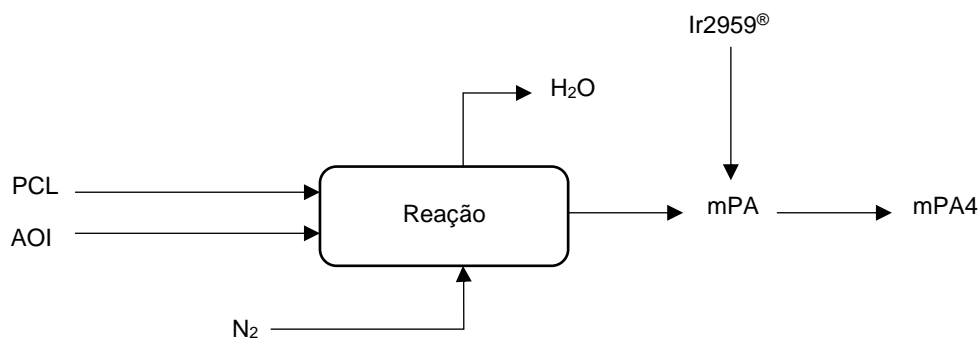 Ir2959®
H₂O
PCL
Reação
mPA
mPA4
AOI
N₂